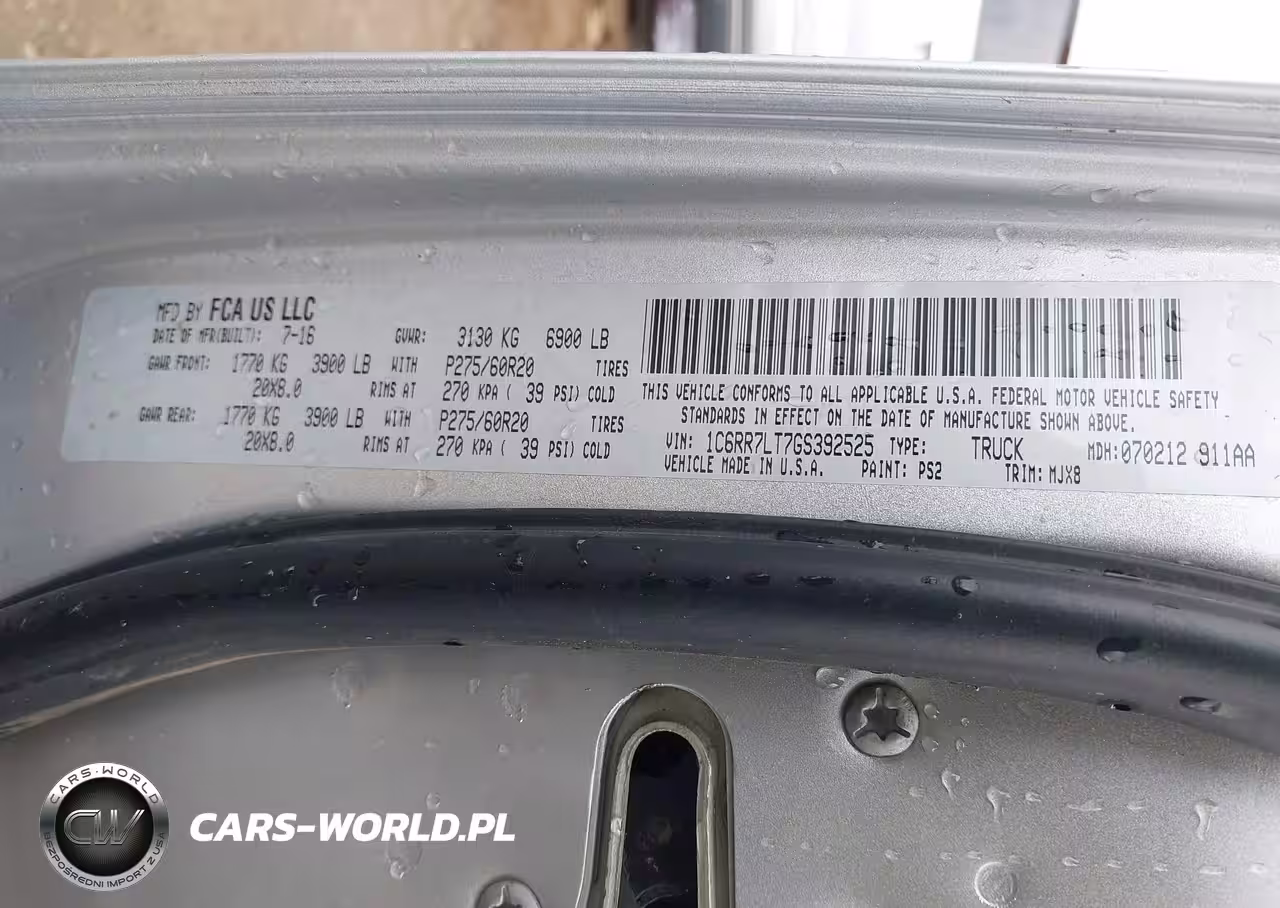 MFD BY FCA US LLC
DATE OF MFR(BUILT): 7-16 GVWR: 3130 KG 6900 LB
GAWR FRONT: 1770 KG 3900 LB WITH P275/60R20 TIRES
20X8.0 RIMS AT 270 KPA ( 39 PSI) COLD
GAWR REAR: 1770 KG 3900 LB WITH P275/60R20 TIRES
20X8.0 RIMS AT 270 KPA ( 39 PSI) COLD
THIS VEHICLE CONFORMS TO ALL APPLICABLE U.S.A. FEDERAL MOTOR VEHICLE SAFETY
STANDARDS IN EFFECT ON THE DATE OF MANUFACTURE SHOWN ABOVE.
VIN: 1C6RR7LT7GS392525 TYPE: TRUCK MDH: 070212 911AA
VEHICLE MADE IN U.S.A. PAINT: PS2 TRIM: MJX8
CARS-WORLD
CW
BEZPOŚREDNI IMPORT Z USA
CARS-WORLD.PL